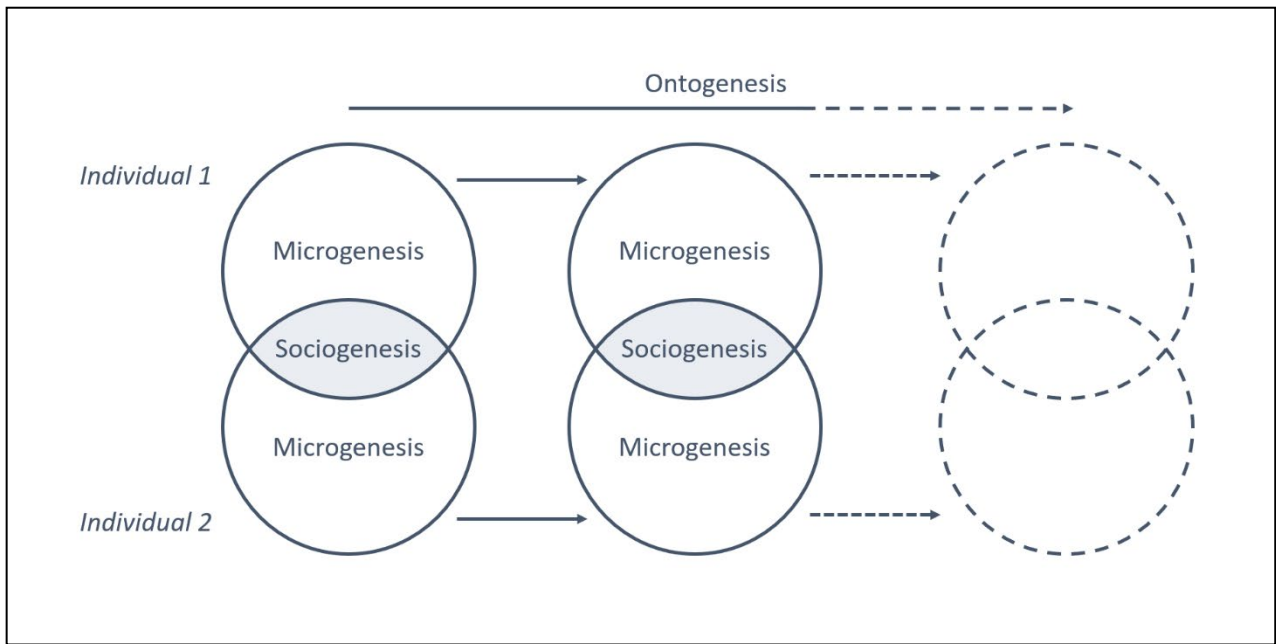 Ontogenesis
Individual 1
Microgenesis
Microgenesis
Sociogenesis
Sociogenesis
Microgenesis
Microgenesis
Individual 2